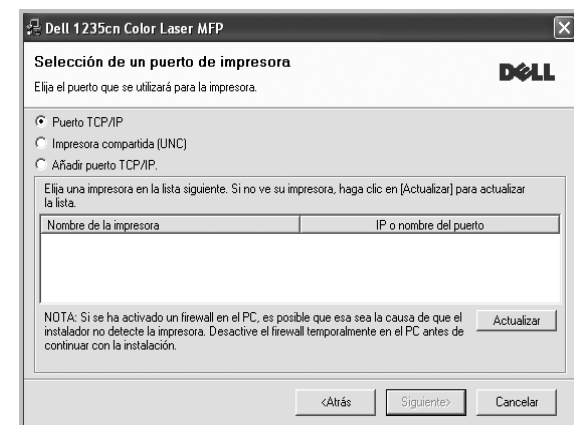 Dell 1235cn Color Laser MFP
Selección de un puerto de impresora
Elija el puerto que se utilizará para la impresora.
DELL
Puerto TCP/IP
Impresora compartida (UNC)
Añadir puerto TCP/IP.
Elija una impresora en la lista siguiente. Si no ve su impresora, haga clic en [Actualizar] para actualizar
la lista.
Nombre de la impresora
IP o nombre del puerto
NOTA: Si se ha activado un firewall en el PC, es posible que esa sea la causa de que el
instalador no detecte la impresora. Desactive el firewall temporalmente en el PC antes de
continuar con la instalación.
Actualizar
<Atrás
Siguiente>
Cancelar